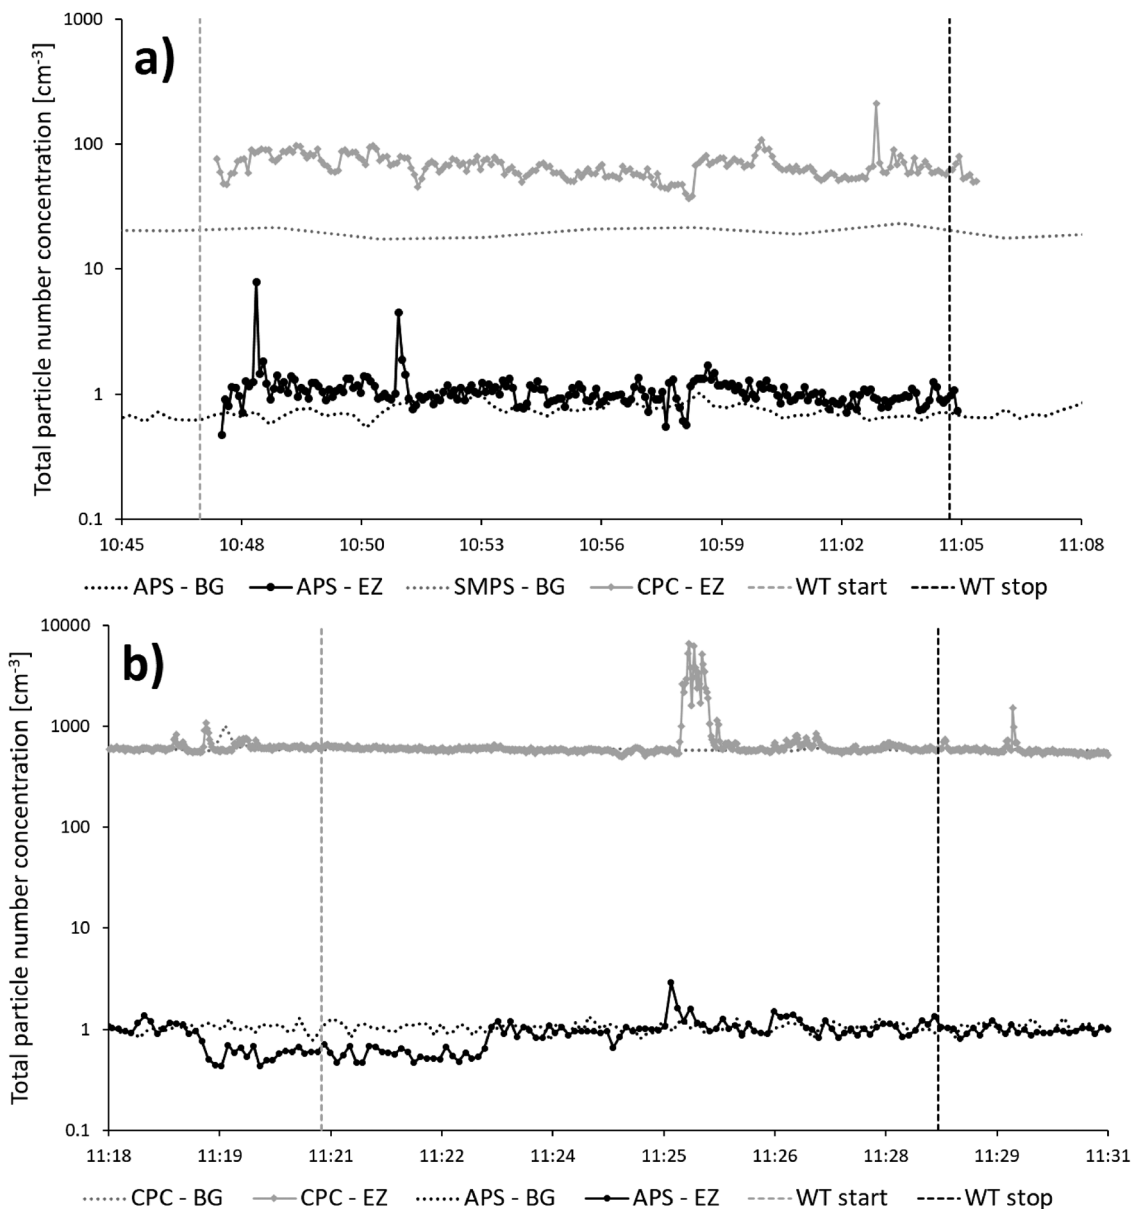 a)
Total particle number concentration [cm⁻³]
1000
100
10
1
0.1
10:45 10:48 10:50 10:53 10:56 10:59 11:02 11:05 11:08
APS - BG APS - EZ SMPS - BG CPC - EZ WT start WT stop
b)
Total particle number concentration [cm⁻³]
10000
1000
100
10
1
0.1
11:18 11:19 11:21 11:22 11:24 11:25 11:26 11:28 11:29 11:31
CPC - BG CPC - EZ APS - BG APS - EZ WT start WT stop